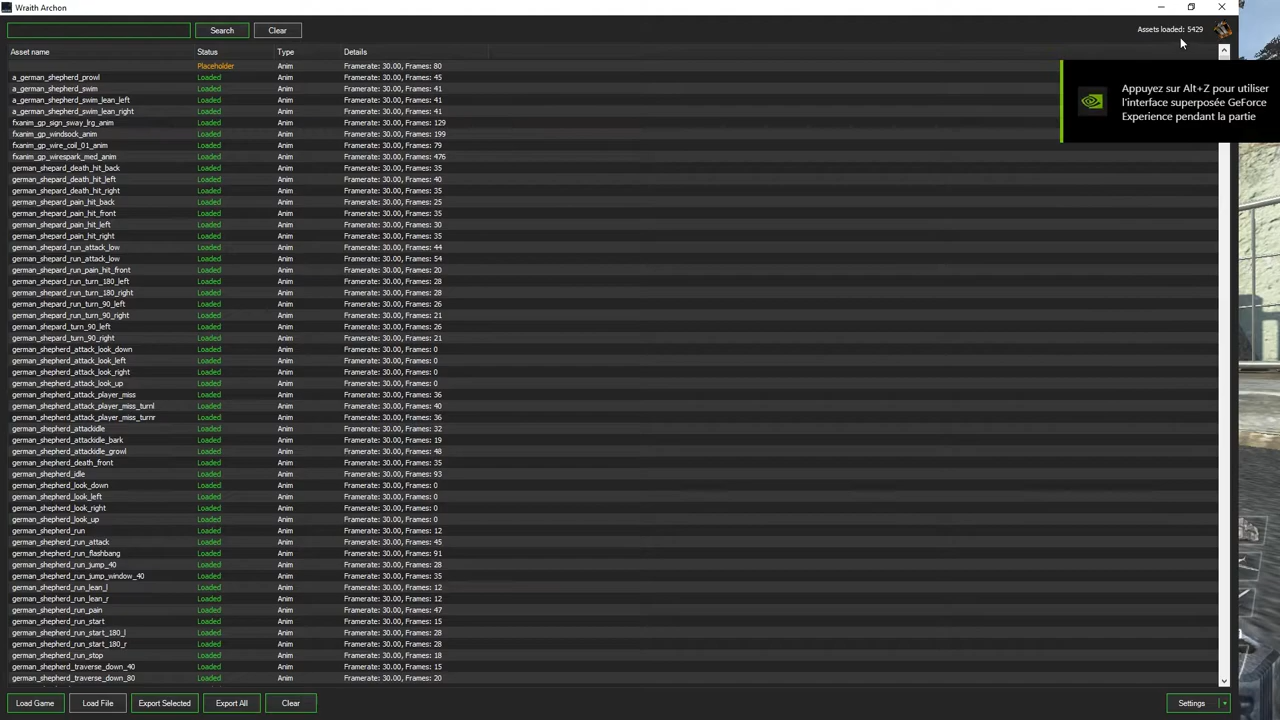 Wraith Archon
Search Clear Assets loaded: 5429
Asset name Status Type Details
Placeholder Anim Framerate: 30.00, Frames: 80
a_german_shepherd_prowl Loaded Anim Framerate: 30.00, Frames: 45
a_german_shepherd_swim Loaded Anim Framerate: 30.00, Frames: 41
a_german_shepherd_swim_lean_left Loaded Anim Framerate: 30.00, Frames: 41
a_german_shepherd_swim_lean_right Loaded Anim Framerate: 30.00, Frames: 41
fxanim_gp_sign_sway_lrg_anim Loaded Anim Framerate: 30.00, Frames: 129
fxanim_gp_windsock_anim Loaded Anim Framerate: 30.00, Frames: 199
fxanim_gp_wire_coil_01_anim Loaded Anim Framerate: 30.00, Frames: 79
fxanim_gp_wirespark_med_anim Loaded Anim Framerate: 30.00, Frames: 476
german_shepard_death_hit_back Loaded Anim Framerate: 30.00, Frames: 35
german_shepard_death_hit_left Loaded Anim Framerate: 30.00, Frames: 40
german_shepard_death_hit_right Loaded Anim Framerate: 30.00, Frames: 35
german_shepard_pain_hit_back Loaded Anim Framerate: 30.00, Frames: 25
german_shepard_pain_hit_front Loaded Anim Framerate: 30.00, Frames: 35
german_shepard_pain_hit_left Loaded Anim Framerate: 30.00, Frames: 30
german_shepard_pain_hit_right Loaded Anim Framerate: 30.00, Frames: 35
german_shepard_run_attack_low Loaded Anim Framerate: 30.00, Frames: 44
german_shepard_run_attack_low Loaded Anim Framerate: 30.00, Frames: 54
german_shepard_run_pain_hit_front Loaded Anim Framerate: 30.00, Frames: 20
german_shepard_run_turn_180_left Loaded Anim Framerate: 30.00, Frames: 28
german_shepard_run_turn_180_right Loaded Anim Framerate: 30.00, Frames: 28
german_shepard_run_turn_90_left Loaded Anim Framerate: 30.00, Frames: 26
german_shepard_run_turn_90_right Loaded Anim Framerate: 30.00, Frames: 21
german_shepard_turn_90_left Loaded Anim Framerate: 30.00, Frames: 26
german_shepard_turn_90_right Loaded Anim Framerate: 30.00, Frames: 21
german_shepherd_attack_look_down Loaded Anim Framerate: 30.00, Frames: 0
german_shepherd_attack_look_left Loaded Anim Framerate: 30.00, Frames: 0
german_shepherd_attack_look_right Loaded Anim Framerate: 30.00, Frames: 0
german_shepherd_attack_look_up Loaded Anim Framerate: 30.00, Frames: 0
german_shepherd_attack_player_miss Loaded Anim Framerate: 30.00, Frames: 36
german_shepherd_attack_player_miss_turnl Loaded Anim Framerate: 30.00, Frames: 40
german_shepherd_attack_player_miss_turnr Loaded Anim Framerate: 30.00, Frames: 36
german_shepherd_attackidle Loaded Anim Framerate: 30.00, Frames: 32
german_shepherd_attackidle_bark Loaded Anim Framerate: 30.00, Frames: 19
german_shepherd_attackidle_growl Loaded Anim Framerate: 30.00, Frames: 48
german_shepherd_death_front Loaded Anim Framerate: 30.00, Frames: 35
german_shepherd_idle Loaded Anim Framerate: 30.00, Frames: 93
german_shepherd_look_down Loaded Anim Framerate: 30.00, Frames: 0
german_shepherd_look_left Loaded Anim Framerate: 30.00, Frames: 0
german_shepherd_look_right Loaded Anim Framerate: 30.00, Frames: 0
german_shepherd_look_up Loaded Anim Framerate: 30.00, Frames: 0
german_shepherd_run Loaded Anim Framerate: 30.00, Frames: 12
german_shepherd_run_attack Loaded Anim Framerate: 30.00, Frames: 45
german_shepherd_run_flashbang Loaded Anim Framerate: 30.00, Frames: 91
german_shepherd_run_jump_40 Loaded Anim Framerate: 30.00, Frames: 28
german_shepherd_run_jump_window_40 Loaded Anim Framerate: 30.00, Frames: 35
german_shepherd_run_lean_l Loaded Anim Framerate: 30.00, Frames: 12
german_shepherd_run_lean_r Loaded Anim Framerate: 30.00, Frames: 12
german_shepherd_run_pain Loaded Anim Framerate: 30.00, Frames: 47
german_shepherd_run_start Loaded Anim Framerate: 30.00, Frames: 15
german_shepherd_run_start_180_l Loaded Anim Framerate: 30.00, Frames: 28
german_shepherd_run_start_180_r Loaded Anim Framerate: 30.00, Frames: 28
german_shepherd_run_stop Loaded Anim Framerate: 30.00, Frames: 18
german_shepherd_traverse_down_40 Loaded Anim Framerate: 30.00, Frames: 15
german_shepherd_traverse_down_80 Loaded Anim Framerate: 30.00, Frames: 20
Appuyez sur Alt+Z pour utiliser
l'interface superposée GeForce
Experience pendant la partie
Load Game Load File Export Selected Export All Clear Settings